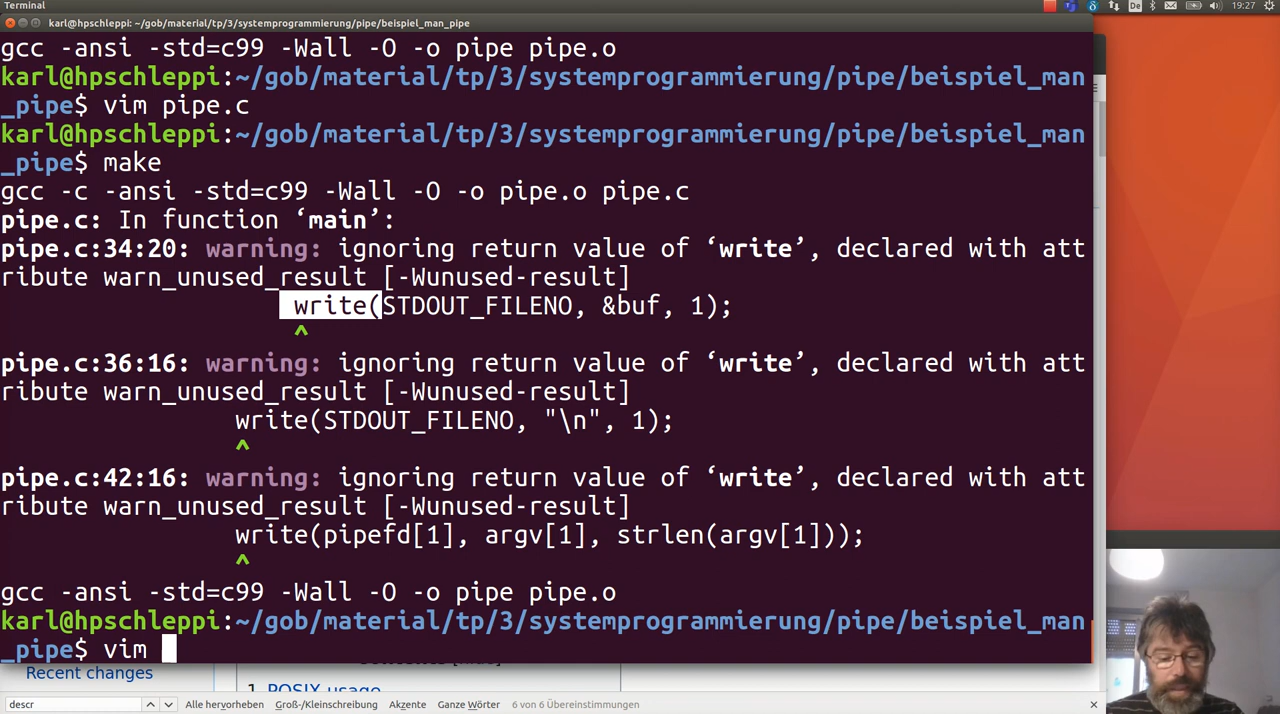 Terminal
De
19:27
karl@hpschleppi: ~/gob/material/tp/3/systemprogrammierung/pipe/beispiel_man_pipe
gcc -ansi -std=c99 -Wall -O -o pipe pipe.o
karl@hpschleppi:~/gob/material/tp/3/systemprogrammierung/pipe/beispiel_man
_pipe$ vim pipe.c
karl@hpschleppi:~/gob/material/tp/3/systemprogrammierung/pipe/beispiel_man
_pipe$ make
gcc -c -ansi -std=c99 -Wall -O -o pipe.o pipe.c
pipe.c: In function ‘main’:
pipe.c:34:20: warning: ignoring return value of ‘write’, declared with att
ribute warn_unused_result [-Wunused-result]
write(STDOUT_FILENO, &buf, 1);
^
pipe.c:36:16: warning: ignoring return value of ‘write’, declared with att
ribute warn_unused_result [-Wunused-result]
write(STDOUT_FILENO, "\n", 1);
^
pipe.c:42:16: warning: ignoring return value of ‘write’, declared with att
ribute warn_unused_result [-Wunused-result]
write(pipefd[1], argv[1], strlen(argv[1]));
^
gcc -ansi -std=c99 -Wall -O -o pipe pipe.o
karl@hpschleppi:~/gob/material/tp/3/systemprogrammierung/pipe/beispiel_man
_pipe$ vim
Recent changes
1 POSIX usage
descr
Alle hervorheben
Groß-/Kleinschreibung
Akzente
Ganze Wörter
6 von 6 Übereinstimmungen